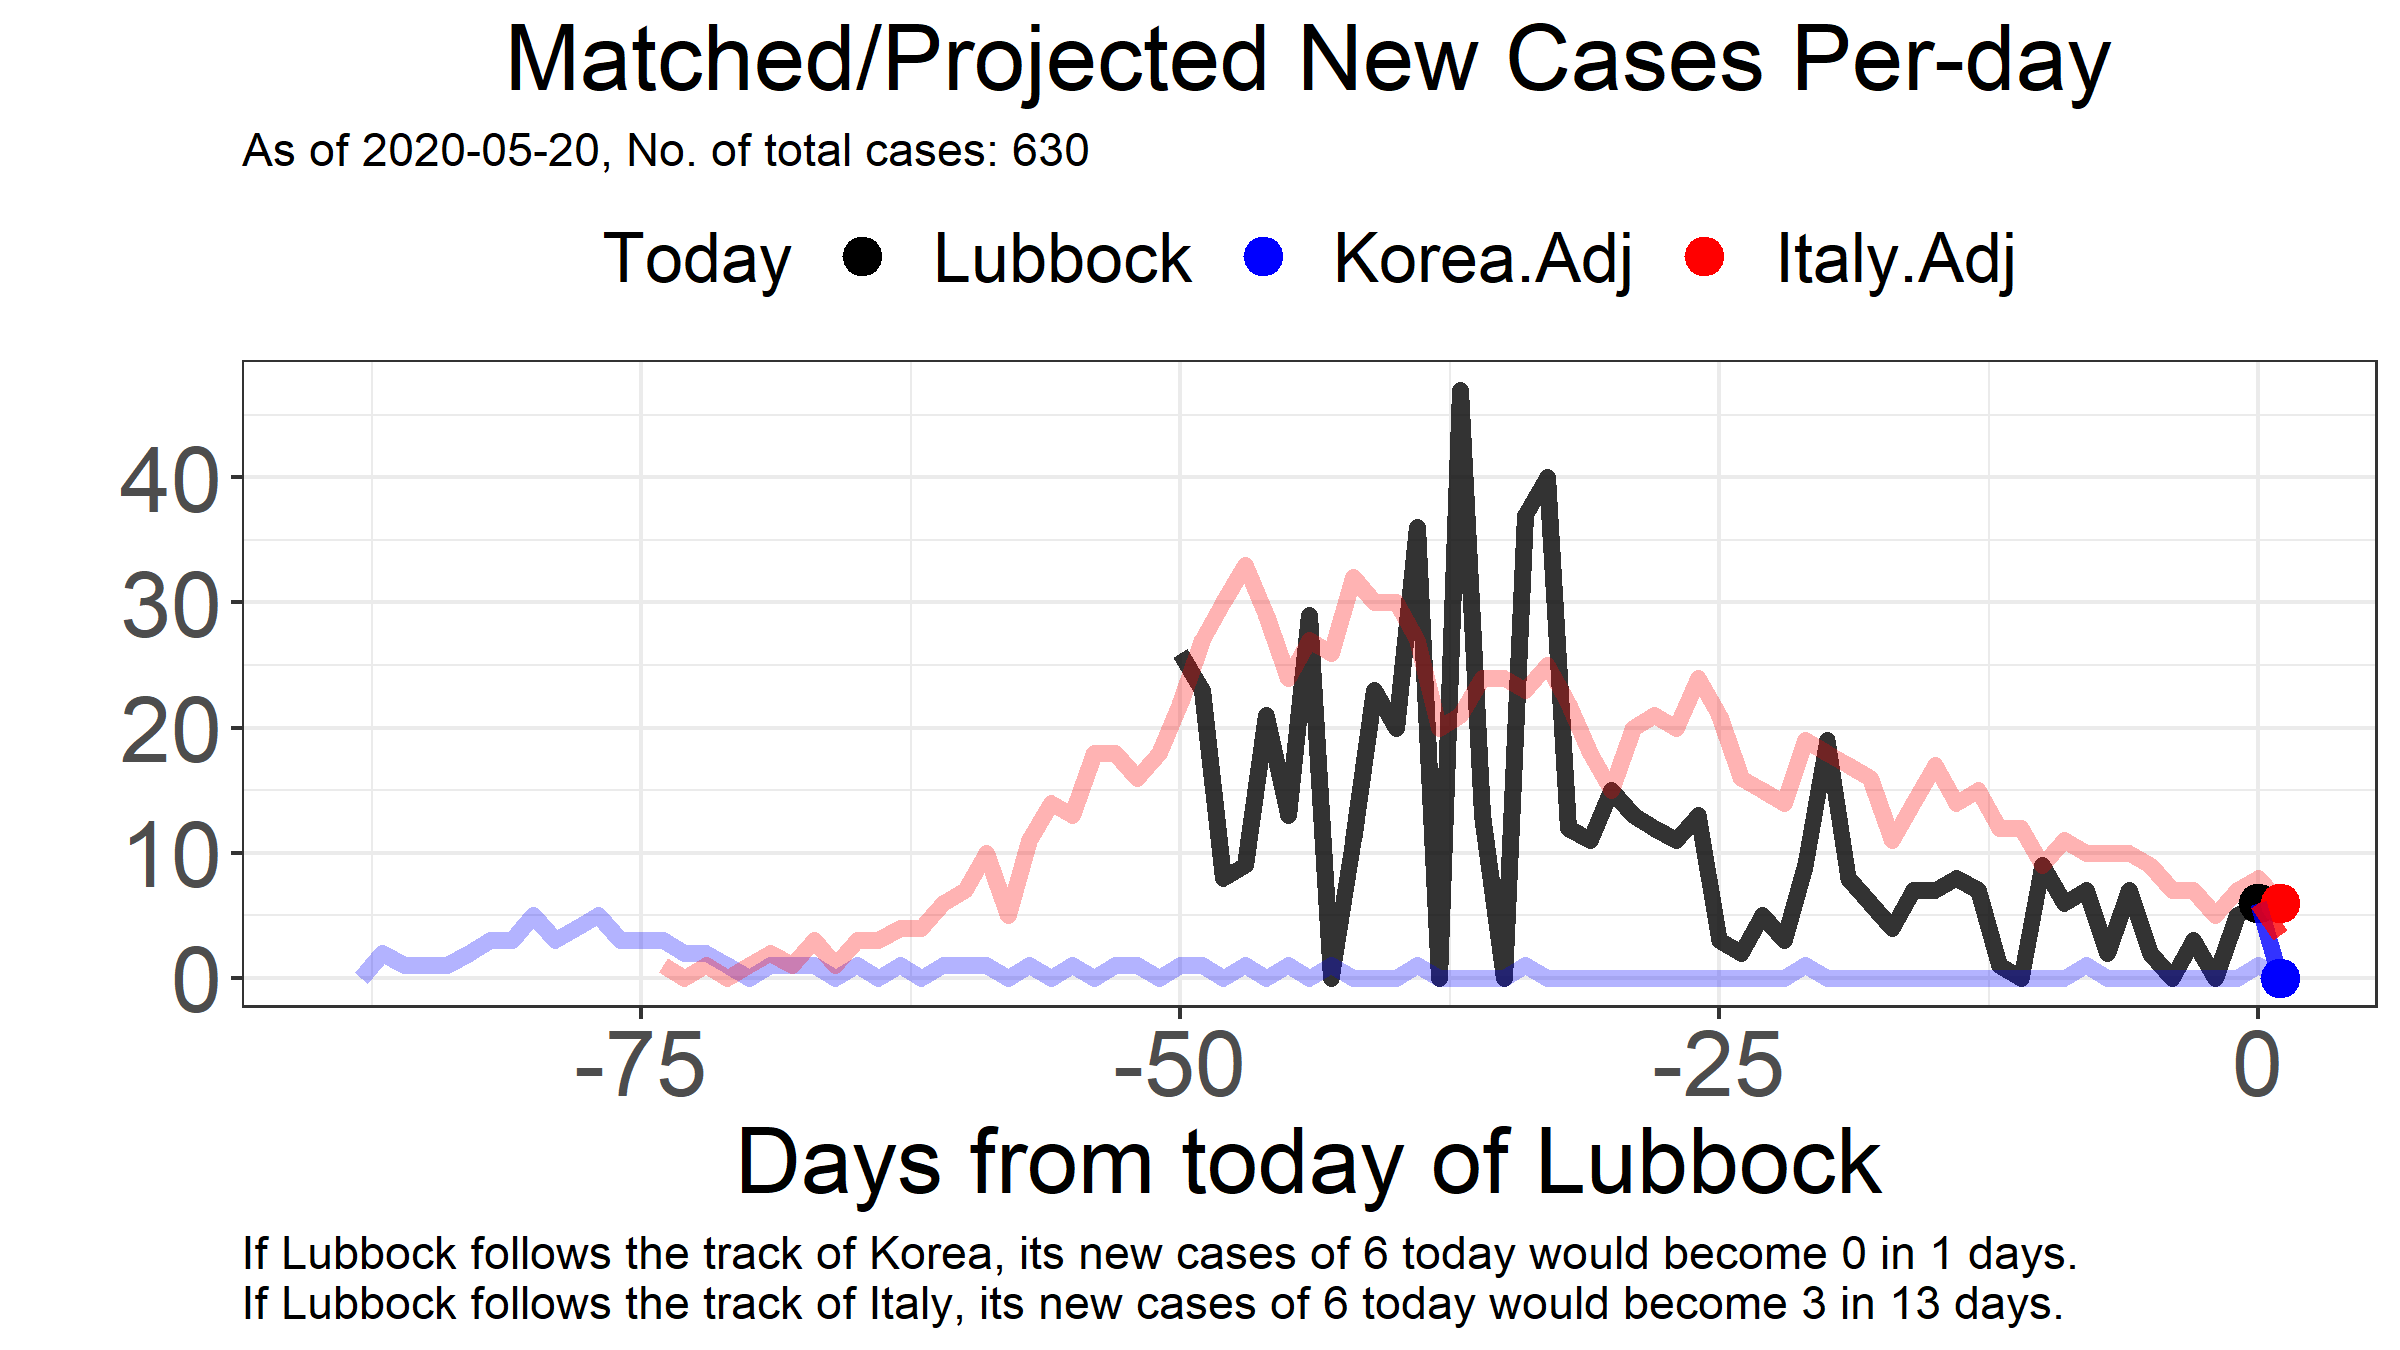 Matched/Projected New Cases Per-day
As of 2020-05-20, No. of total cases: 630
Today Lubbock Korea.Adj Italy.Adj
40
30
20
10
0
-75 -50 -25 0
Days from today of Lubbock
If Lubbock follows the track of Korea, its new cases of 6 today would become 0 in 1 days.
If Lubbock follows the track of Italy, its new cases of 6 today would become 3 in 13 days.